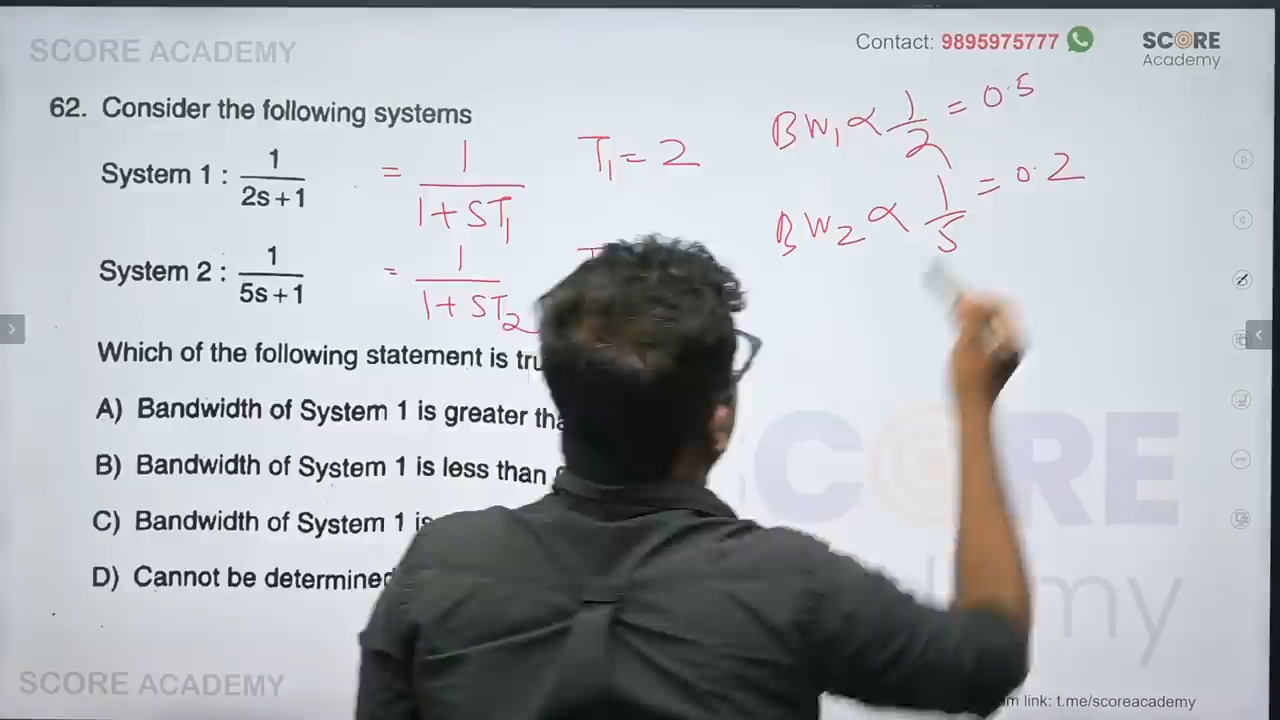 SCORE ACADEMY
Contact: 9895975777
SCORE
Academy
62. Consider the following systems
System 1 : 1/(2s+1) = 1/(1+ST₁) T₁ = 2
BW₁ ∝ 1/2 = 0.5
System 2 : 1/(5s+1) = 1/(1+ST₂)
BW₂ ∝ 1/5 = 0.2
Which of the following statement is
A) Bandwidth of System 1 is greater
B) Bandwidth of System 1 is less than
C) Bandwidth of System 1 is
D) Cannot be determined
SCORE ACADEMY
link: t.me/scoreacademy